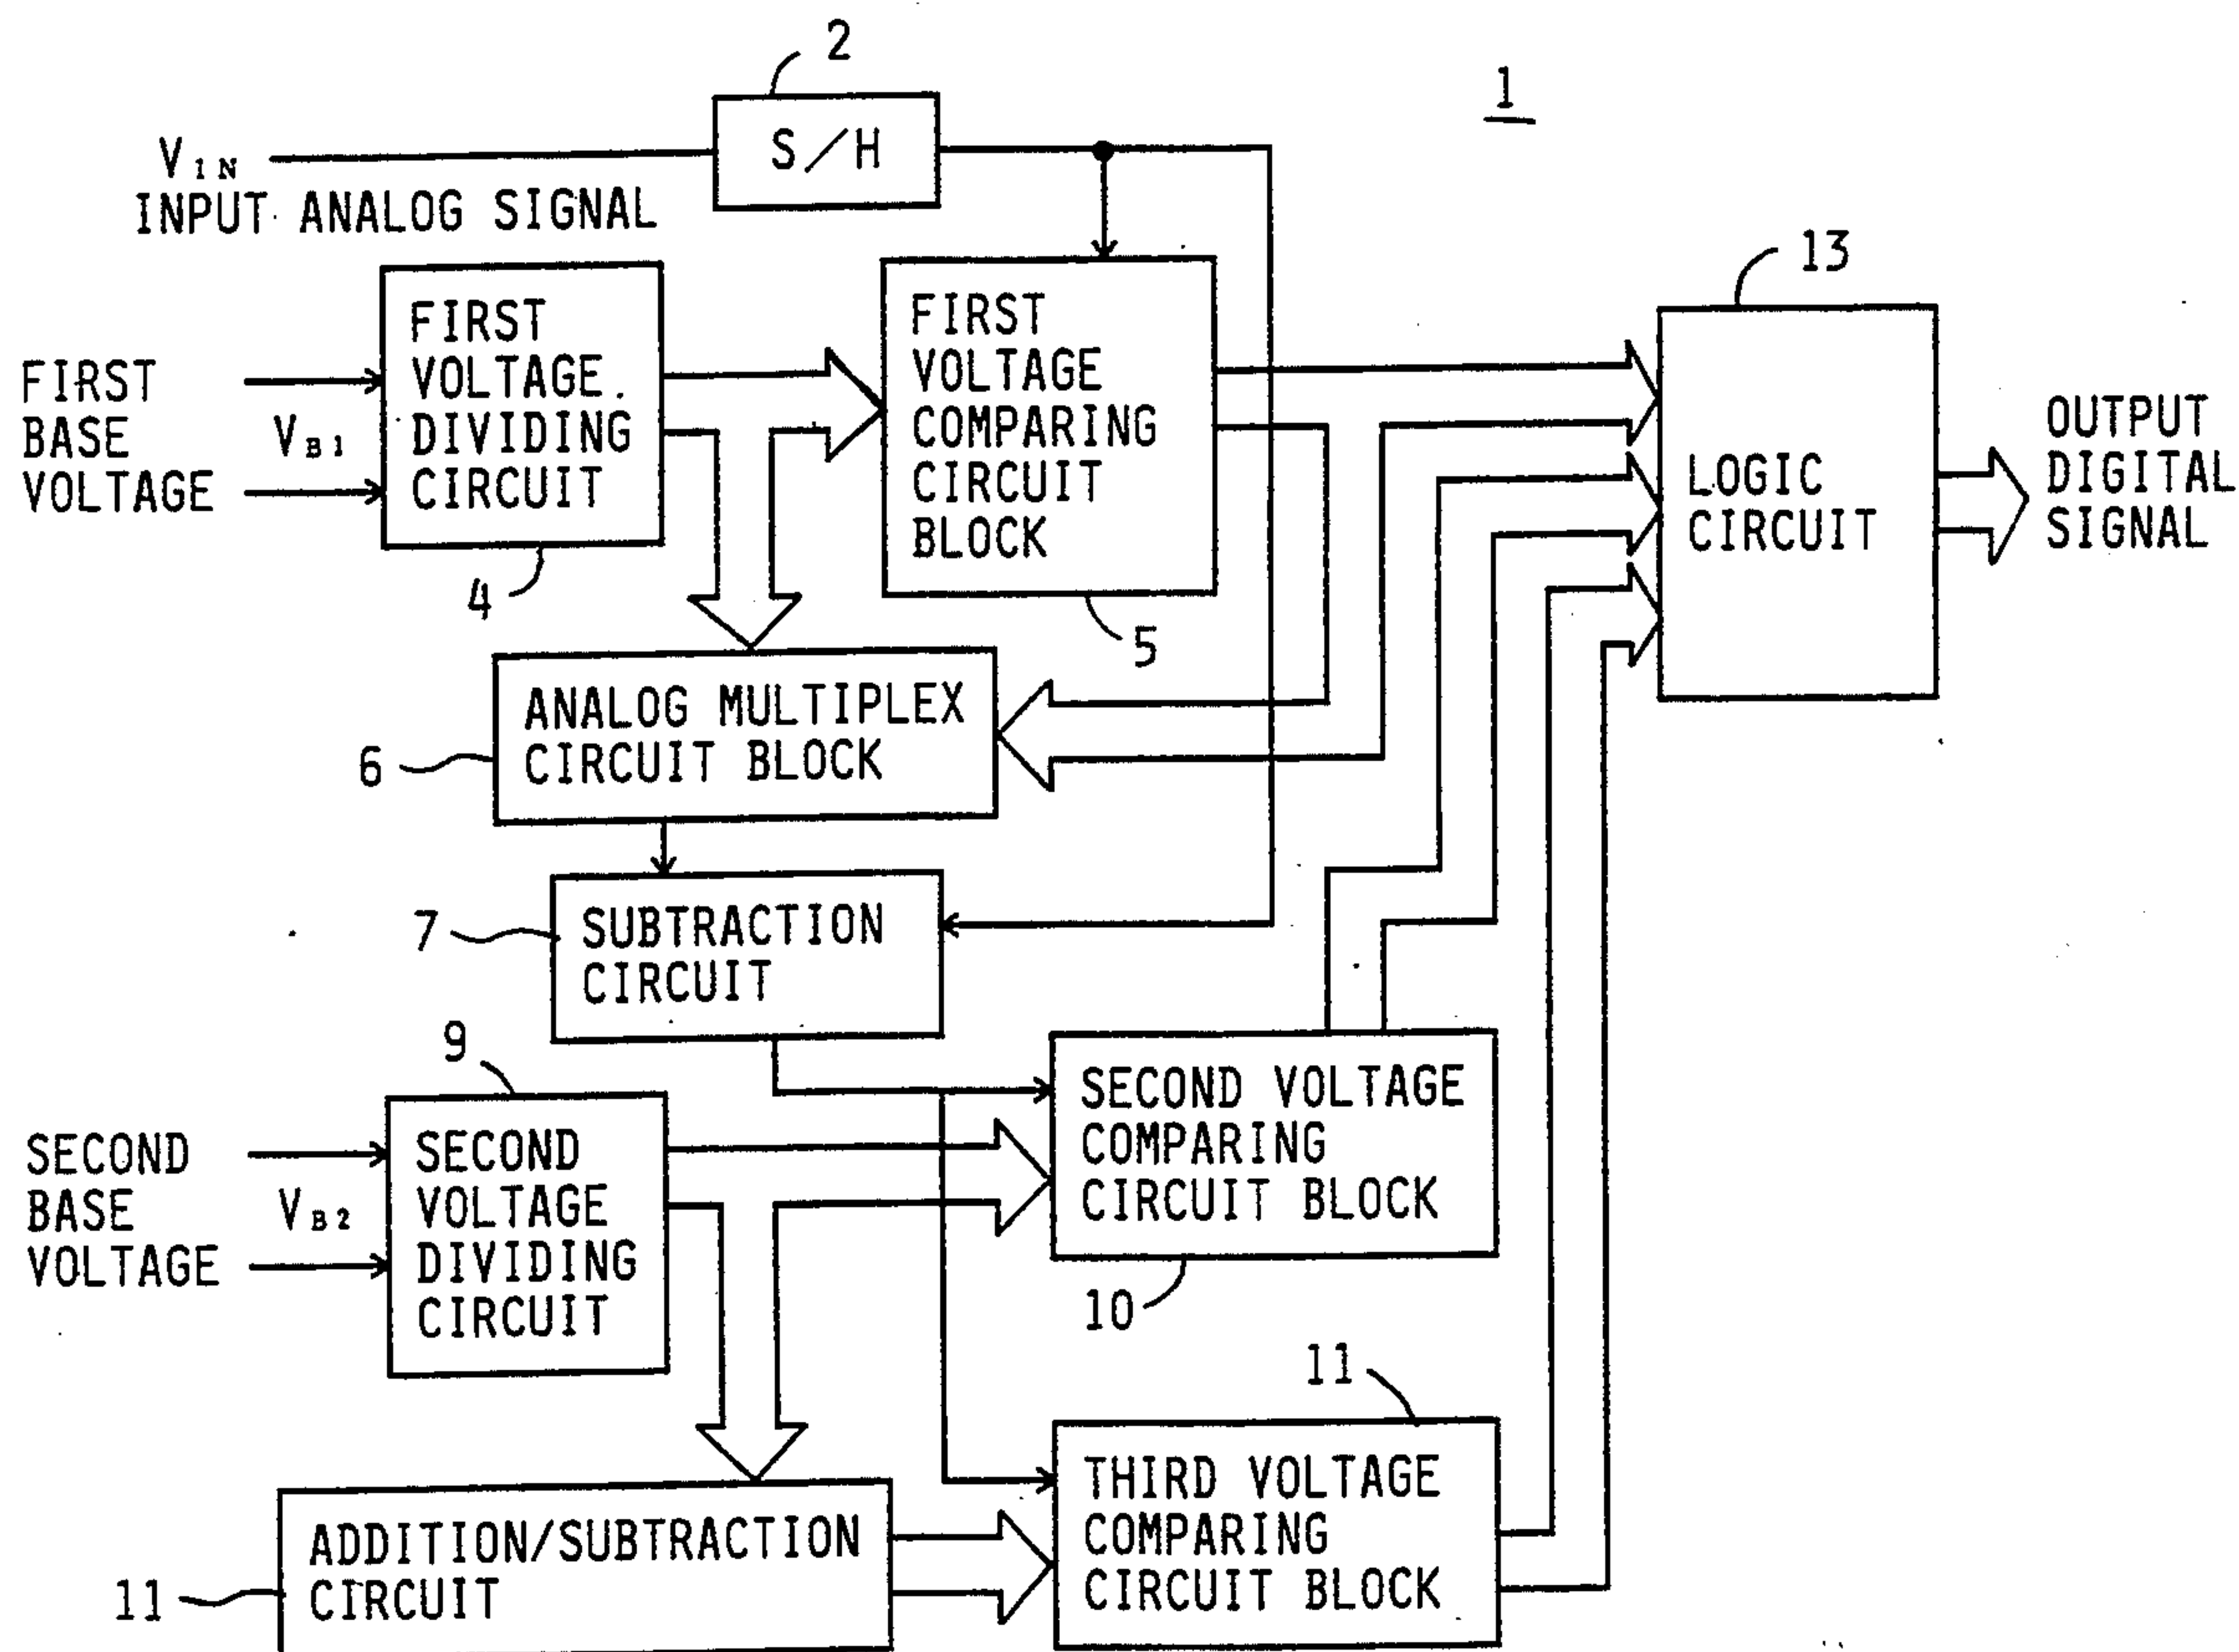 2
1
S/H
VIN
INPUT ANALOG SIGNAL
13
FIRST
VOLTAGE
DIVIDING
CIRCUIT
FIRST
VOLTAGE
COMPARING
CIRCUIT
BLOCK
FIRST
BASE
VOLTAGE
VB1
LOGIC
CIRCUIT
OUTPUT
DIGITAL
SIGNAL
4
5
ANALOG MULTIPLEX
CIRCUIT BLOCK
6
7
SUBTRACTION
CIRCUIT
9
SECOND
BASE
VOLTAGE
VB2
SECOND
VOLTAGE
DIVIDING
CIRCUIT
SECOND VOLTAGE
COMPARING
CIRCUIT BLOCK
10
11
THIRD VOLTAGE
COMPARING
CIRCUIT BLOCK
ADDITION/SUBTRACTION
CIRCUIT
11